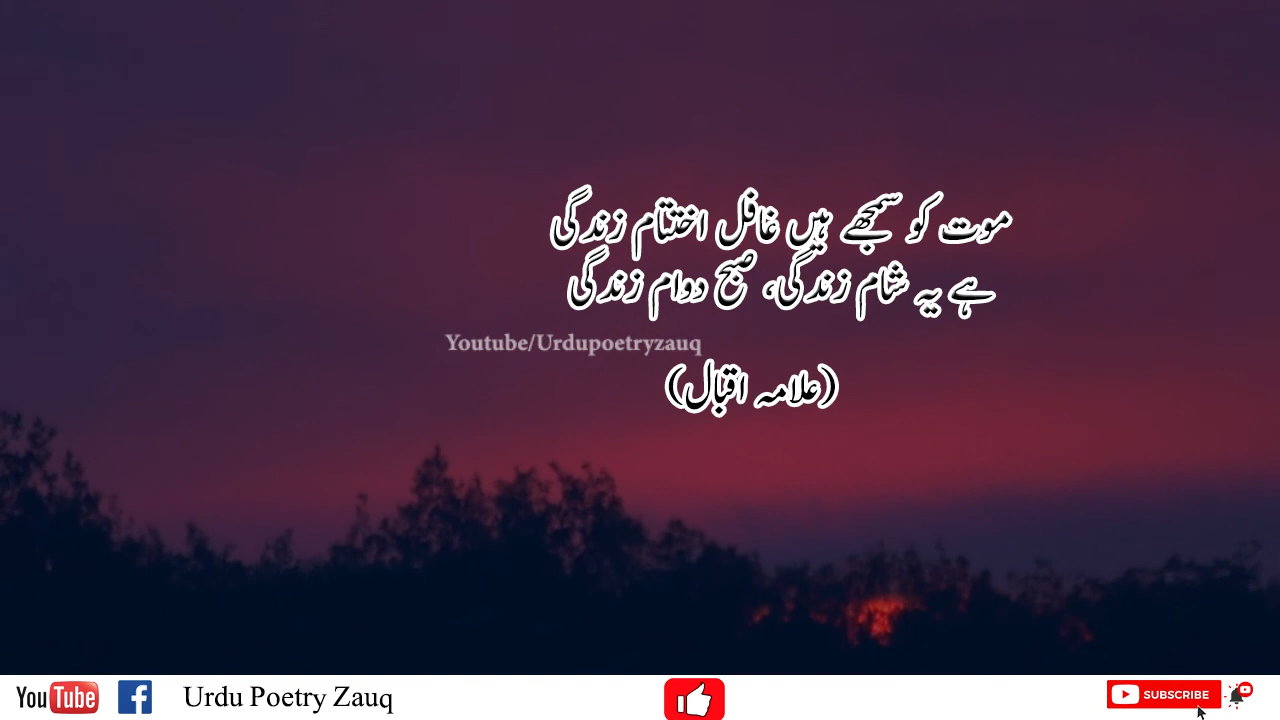 موت کو سمجھے ہیں غافل اختتام زندگی
ہے یہ شام زندگی، صبح دوام زندگی
Youtube/Urdupoetryzauq
(علامہ اقبال)
YouTube
f
Urdu Poetry Zauq
SUBSCRIBE